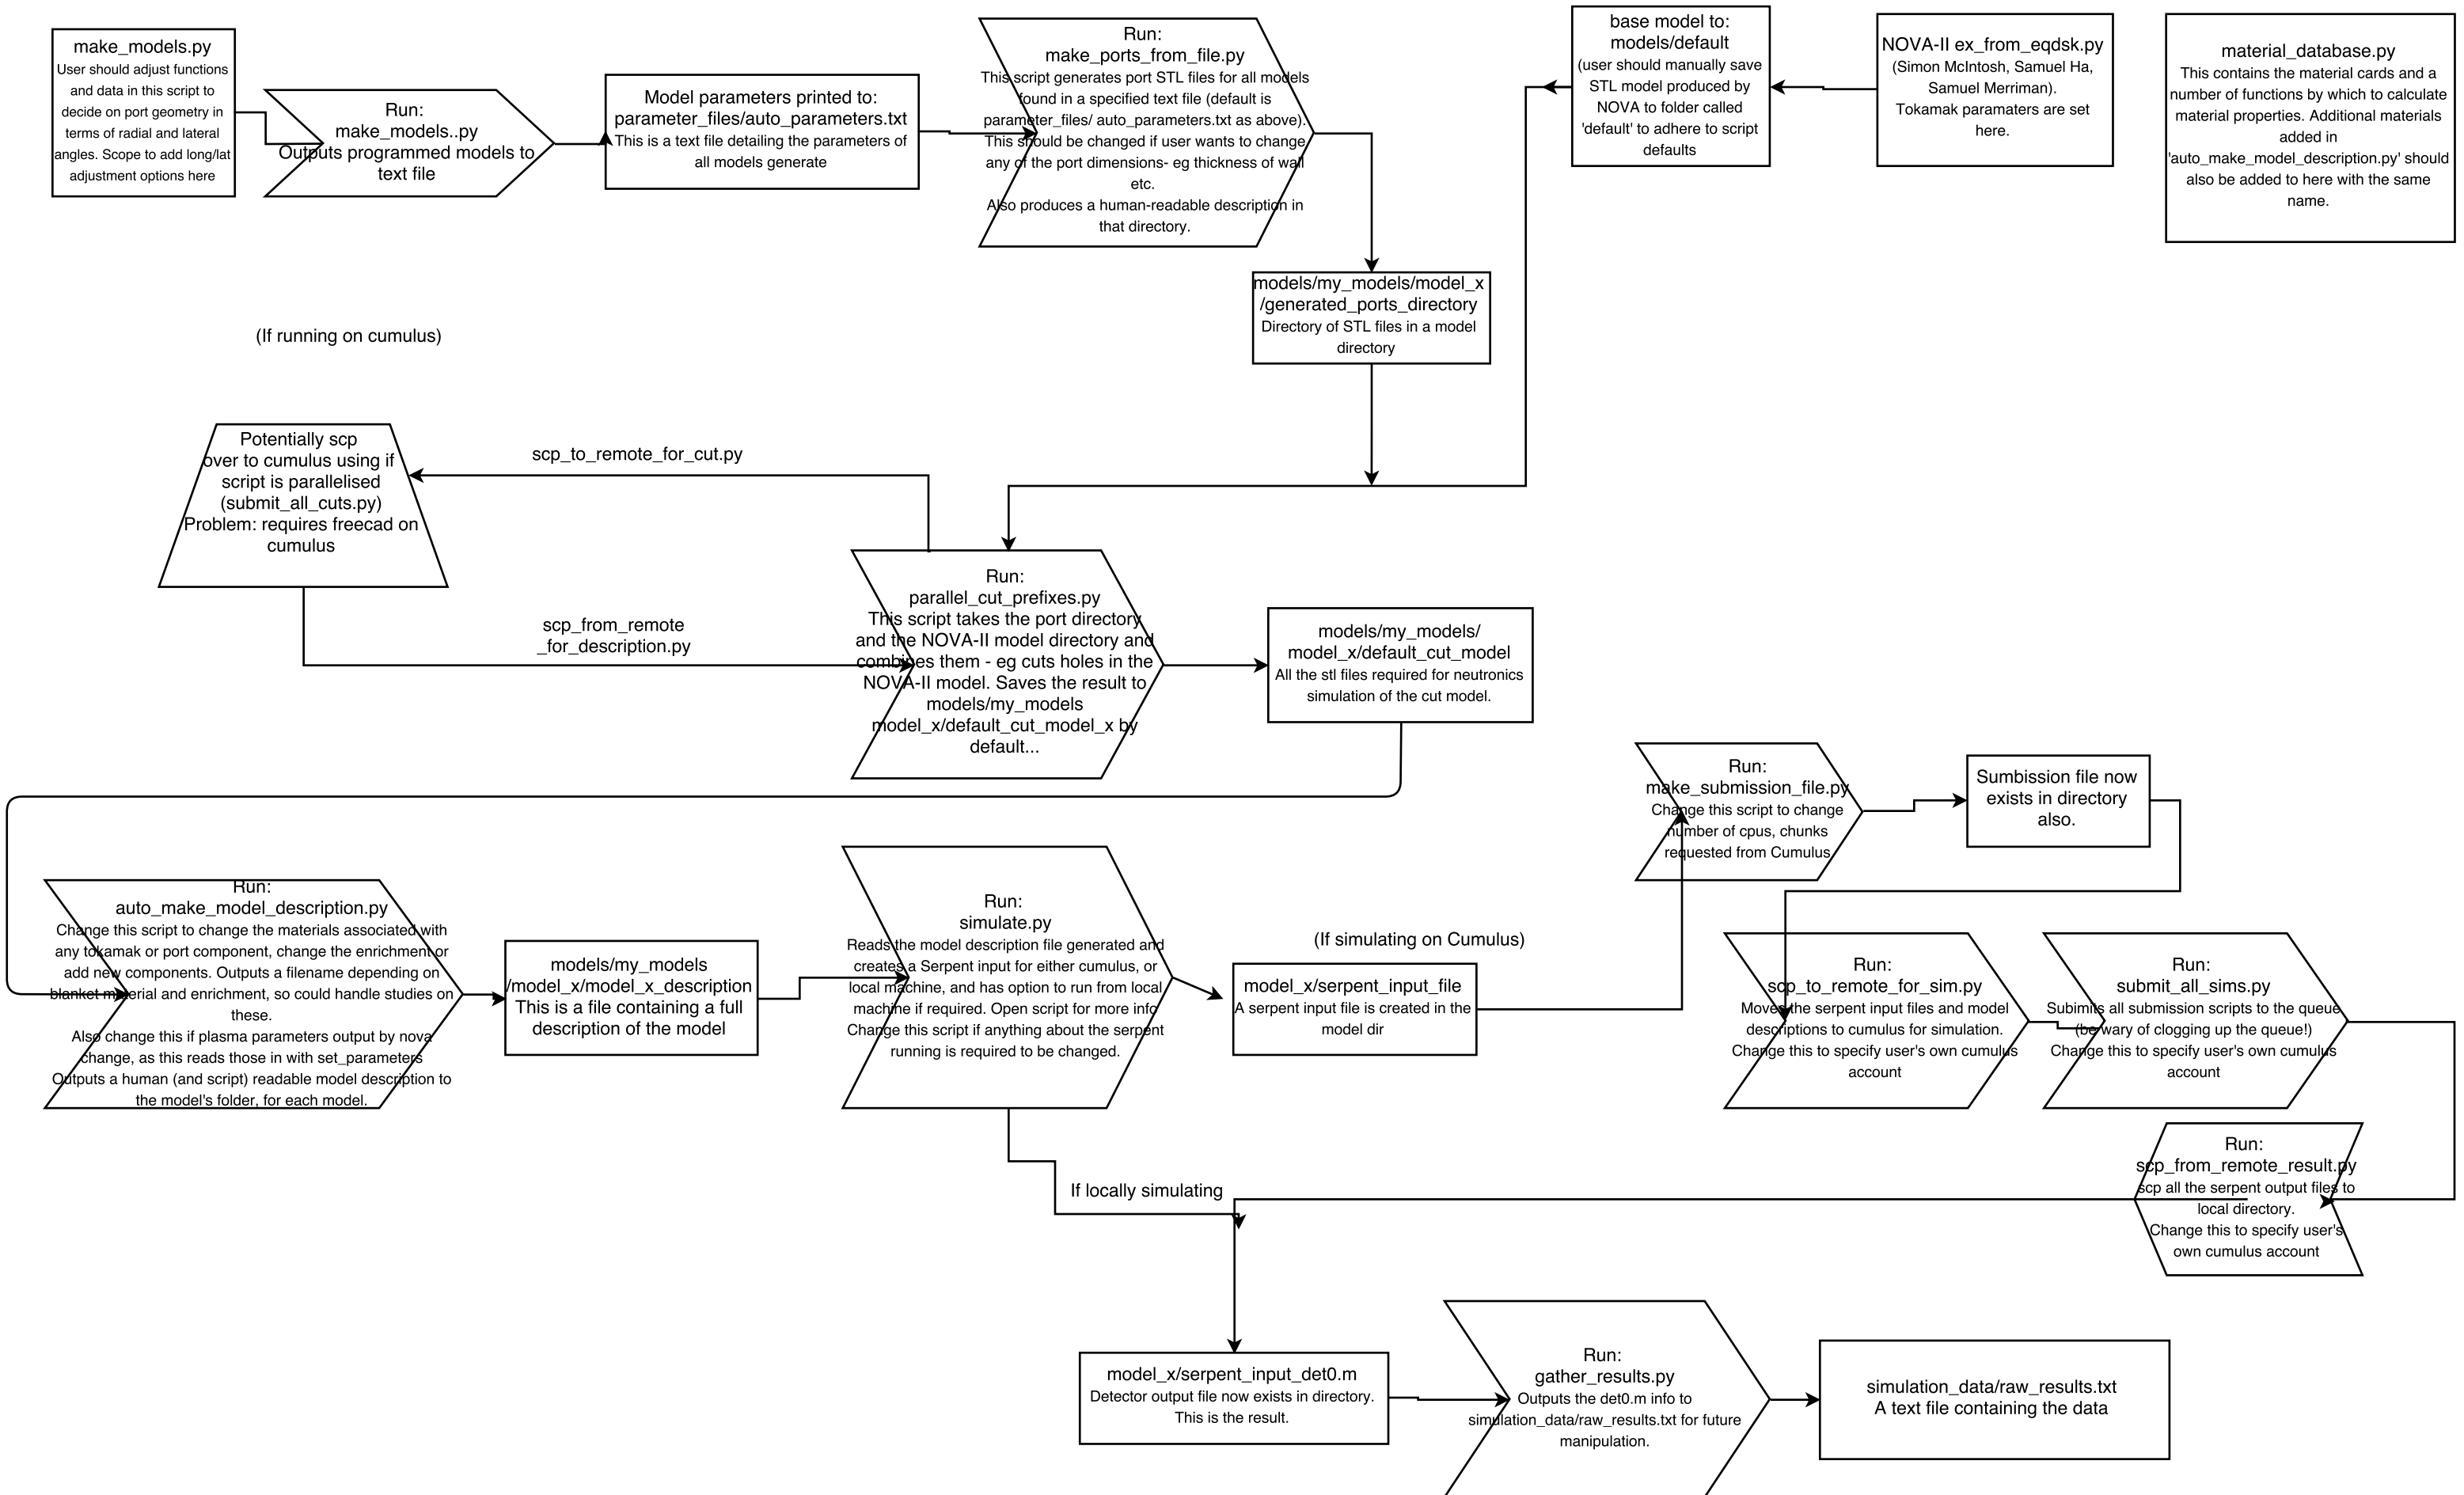 make_models.py
User should adjust functions
and data in this script to
decide on port geometry in
terms of radial and lateral
angles. Scope to add long/lat
adjustment options here
Run:
make_models..py
Outputs programmed models to
text file
Model parameters printed to:
parameter_files/auto_parameters.txt
This is a text file detailing the parameters of
all models generate
Run:
make_ports_from_file.py
This script generates port STL files for all models
found in a specified text file (default is
parameter_files/ auto_parameters.txt as above).
This should be changed if user wants to change
any of the port dimensions- eg thickness of wall
etc.
Also produces a human-readable description in
that directory.
base model to:
models/default
(user should manually save
STL model produced by
NOVA to folder called
'default' to adhere to script
defaults
NOVA-II ex_from_eqdsk.py
(Simon McIntosh, Samuel Ha,
Samuel Merriman).
Tokamak paramaters are set
here.
material_database.py
This contains the material cards and a
number of functions by which to calculate
material properties. Additional materials
added in
'auto_make_model_description.py' should
also be added to here with the same
name.
models/my_models/model_x
/generated_ports_directory
Directory of STL files in a model
directory
(If running on cumulus)
Potentially scp
over to cumulus using if
script is parallelised
(submit_all_cuts.py)
Problem: requires freecad on
cumulus
scp_to_remote_for_cut.py
scp_from_remote
_for_description.py
Run:
parallel_cut_prefixes.py
This script takes the port directory
and the NOVA-II model directory and
combines them - eg cuts holes in the
NOVA-II model. Saves the result to
models/my_models
model_x/default_cut_model_x by
default...
models/my_models/
model_x/default_cut_model
All the stl files required for neutronics
simulation of the cut model.
Run:
make_submission_file.py
Change this script to change
number of cpus, chunks
requested from Cumulus
Sumbission file now
exists in directory
also.
Run:
auto_make_model_description.py
Change this script to change the materials associated with
any tokamak or port component, change the enrichment or
add new components. Outputs a filename depending on
blanket material and enrichment, so could handle studies on
these.
Also change this if plasma parameters output by nova
change, as this reads those in with set_parameters
Outputs a human (and script) readable model description to
the model's folder, for each model.
models/my_models
/model_x/model_x_description
This is a file containing a full
description of the model
Run:
simulate.py
Reads the model description file generated and
creates a Serpent input for either cumulus, or
local machine, and has option to run from local
machine if required. Open script for more info
Change this script if anything about the serpent
running is required to be changed.
(If simulating on Cumulus)
model_x/serpent_input_file
A serpent input file is created in the
model dir
Run:
scp_to_remote_for_sim.py
Moves the serpent input files and model
descriptions to cumulus for simulation.
Change this to specify user's own cumulus
account
Run:
submit_all_sims.py
Subimits all submission scripts to the queue
(be wary of clogging up the queue!)
Change this to specify user's own cumulus
account
Run:
scp_from_remote_result.py
scp all the serpent output files to
local directory.
Change this to specify user's
own cumulus account
If locally simulating
model_x/serpent_input_det0.m
Detector output file now exists in directory.
This is the result.
Run:
gather_results.py
Outputs the det0.m info to
simulation_data/raw_results.txt for future
manipulation.
simulation_data/raw_results.txt
A text file containing the data